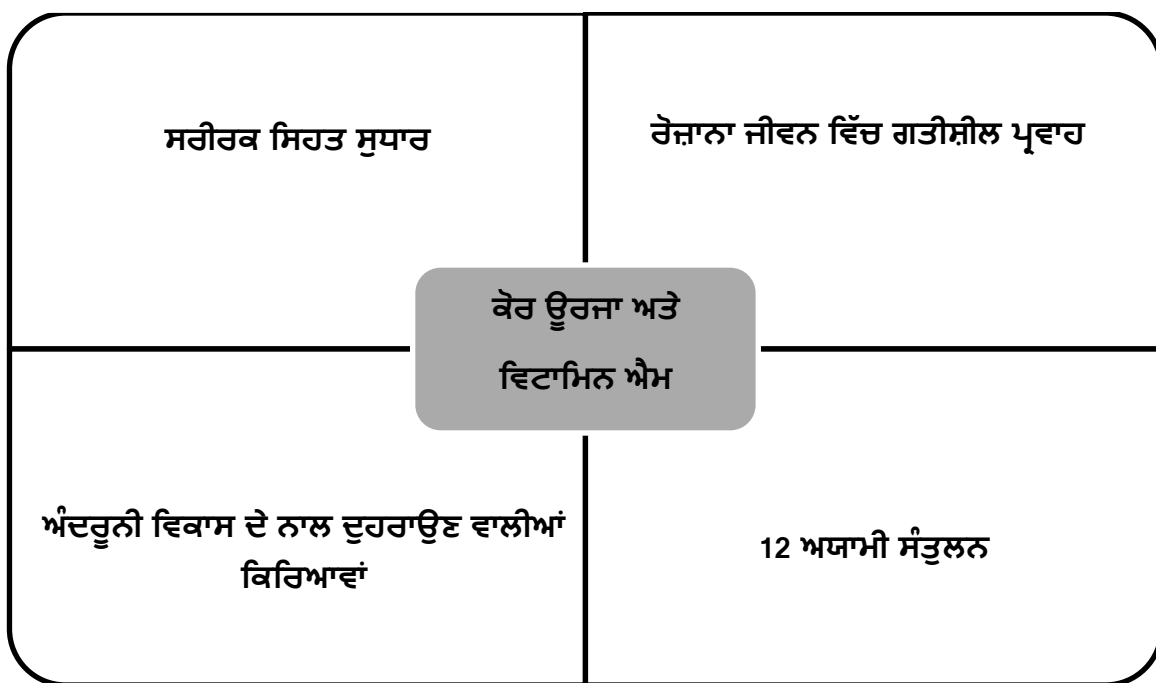 ਸਰੀਰਕ ਸਿਹਤ ਸੁਧਾਰ
ਰੋਜ਼ਾਨਾ ਜੀਵਨ ਵਿੱਚ ਗਤੀਸ਼ੀਲ ਪ੍ਰਵਾਹ
ਕੋਰ ਊਰਜਾ ਅਤੇ
ਵਿਟਾਮਿਨ ਐਮ
ਅੰਦਰੂਨੀ ਵਿਕਾਸ ਦੇ ਨਾਲ ਦੁਹਰਾਉਣ ਵਾਲੀਆਂ
ਕਿਰਿਆਵਾਂ
12 ਅਯਾਮੀ ਸੰਤੁਲਨ